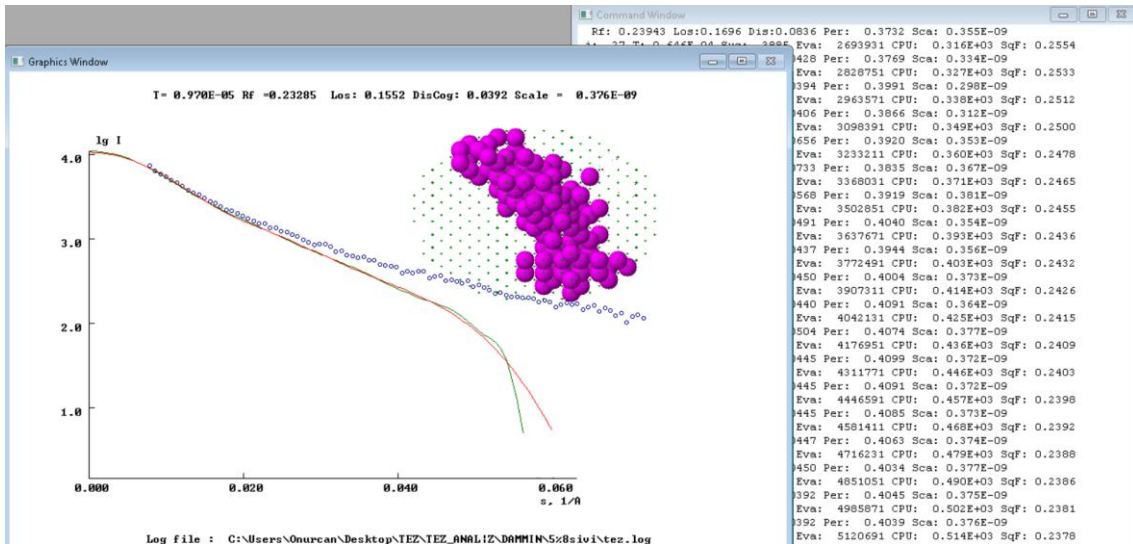 Command Window
Rf: 0.23943 Los:0.1696 Dis:0.0836 Per: 0.3732 Sca: 0.355E-09
Eva: 2693931 CPU: 0.316E+03 SqF: 0.2554
Graphics Window
428 Per: 0.3769 Sca: 0.334E-09
Eva: 2828751 CPU: 0.327E+03 SqF: 0.2533
T= 0.970E-05 Rf =0.23285 Los: 0.1552 DisCog: 0.0392 Scale = 0.376E-09
394 Per: 0.3991 Sca: 0.298E-09
Eva: 2963571 CPU: 0.338E+03 SqF: 0.2512
406 Per: 0.3866 Sca: 0.312E-09
Eva: 3098391 CPU: 0.349E+03 SqF: 0.2500
lg I
656 Per: 0.3920 Sca: 0.353E-09
4.0
Eva: 3233211 CPU: 0.360E+03 SqF: 0.2478
733 Per: 0.3835 Sca: 0.367E-09
Eva: 3368031 CPU: 0.371E+03 SqF: 0.2465
568 Per: 0.3919 Sca: 0.381E-09
Eva: 3502851 CPU: 0.382E+03 SqF: 0.2455
491 Per: 0.4040 Sca: 0.354E-09
Eva: 3637671 CPU: 0.393E+03 SqF: 0.2436
3.0
437 Per: 0.3944 Sca: 0.356E-09
Eva: 3772491 CPU: 0.403E+03 SqF: 0.2432
450 Per: 0.4004 Sca: 0.373E-09
Eva: 3907311 CPU: 0.414E+03 SqF: 0.2426
440 Per: 0.4091 Sca: 0.364E-09
Eva: 4042131 CPU: 0.425E+03 SqF: 0.2415
504 Per: 0.4074 Sca: 0.377E-09
2.0
Eva: 4176951 CPU: 0.436E+03 SqF: 0.2409
445 Per: 0.4099 Sca: 0.372E-09
Eva: 4311771 CPU: 0.446E+03 SqF: 0.2403
445 Per: 0.4091 Sca: 0.372E-09
Eva: 4446591 CPU: 0.457E+03 SqF: 0.2398
445 Per: 0.4085 Sca: 0.373E-09
1.0
Eva: 4581411 CPU: 0.468E+03 SqF: 0.2392
447 Per: 0.4063 Sca: 0.374E-09
Eva: 4716231 CPU: 0.479E+03 SqF: 0.2388
450 Per: 0.4034 Sca: 0.377E-09
Eva: 4851051 CPU: 0.490E+03 SqF: 0.2386
0.000 0.020 0.040 0.060
392 Per: 0.4045 Sca: 0.375E-09
s, 1/A
Eva: 4985871 CPU: 0.502E+03 SqF: 0.2381
392 Per: 0.4039 Sca: 0.376E-09
Eva: 5120691 CPU: 0.514E+03 SqF: 0.2378
Log file : C:\Users\Onurcan\Desktop\TEZ\TEZ_ANAL¦Z\DAMMIN\5%8sivi\tez.log